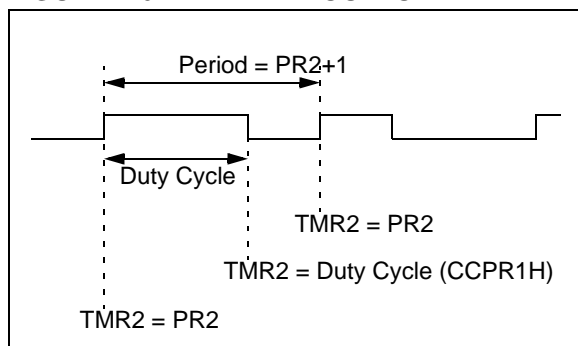 Period = PR2+1
Duty Cycle
TMR2 = PR2
TMR2 = Duty Cycle (CCPR1H)
TMR2 = PR2